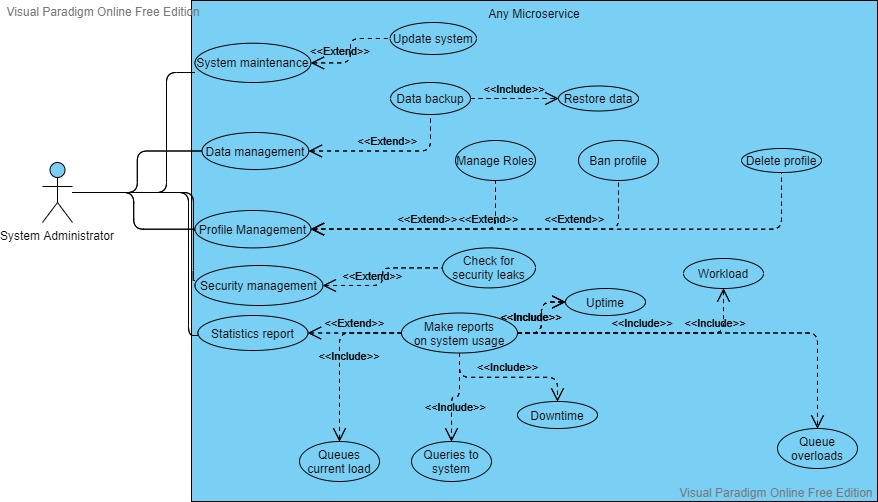 Visual Paradigm Online Free Edition
Any Microservice
Update system
<<Extend>>
System maintenance
Data backup
<<Include>>
Restore data
<<Extend>>
Data management
Manage Roles
Ban profile
Delete profile
<<Extend>>
<<Extend>>
<<Extend>>
Profile Management
System Administrator
Check for
security leaks
<<Extend>>
Security management
Workload
Uptime
<<Include>>
<<Include>>
<<Include>>
<<Extend>>
Make reports
on system usage
Statistics report
<<Include>>
<<Include>>
<<Include>>
Downtime
Queues
current load
Queries to
system
Queue
overloads
Visual Paradigm Online Free Edition